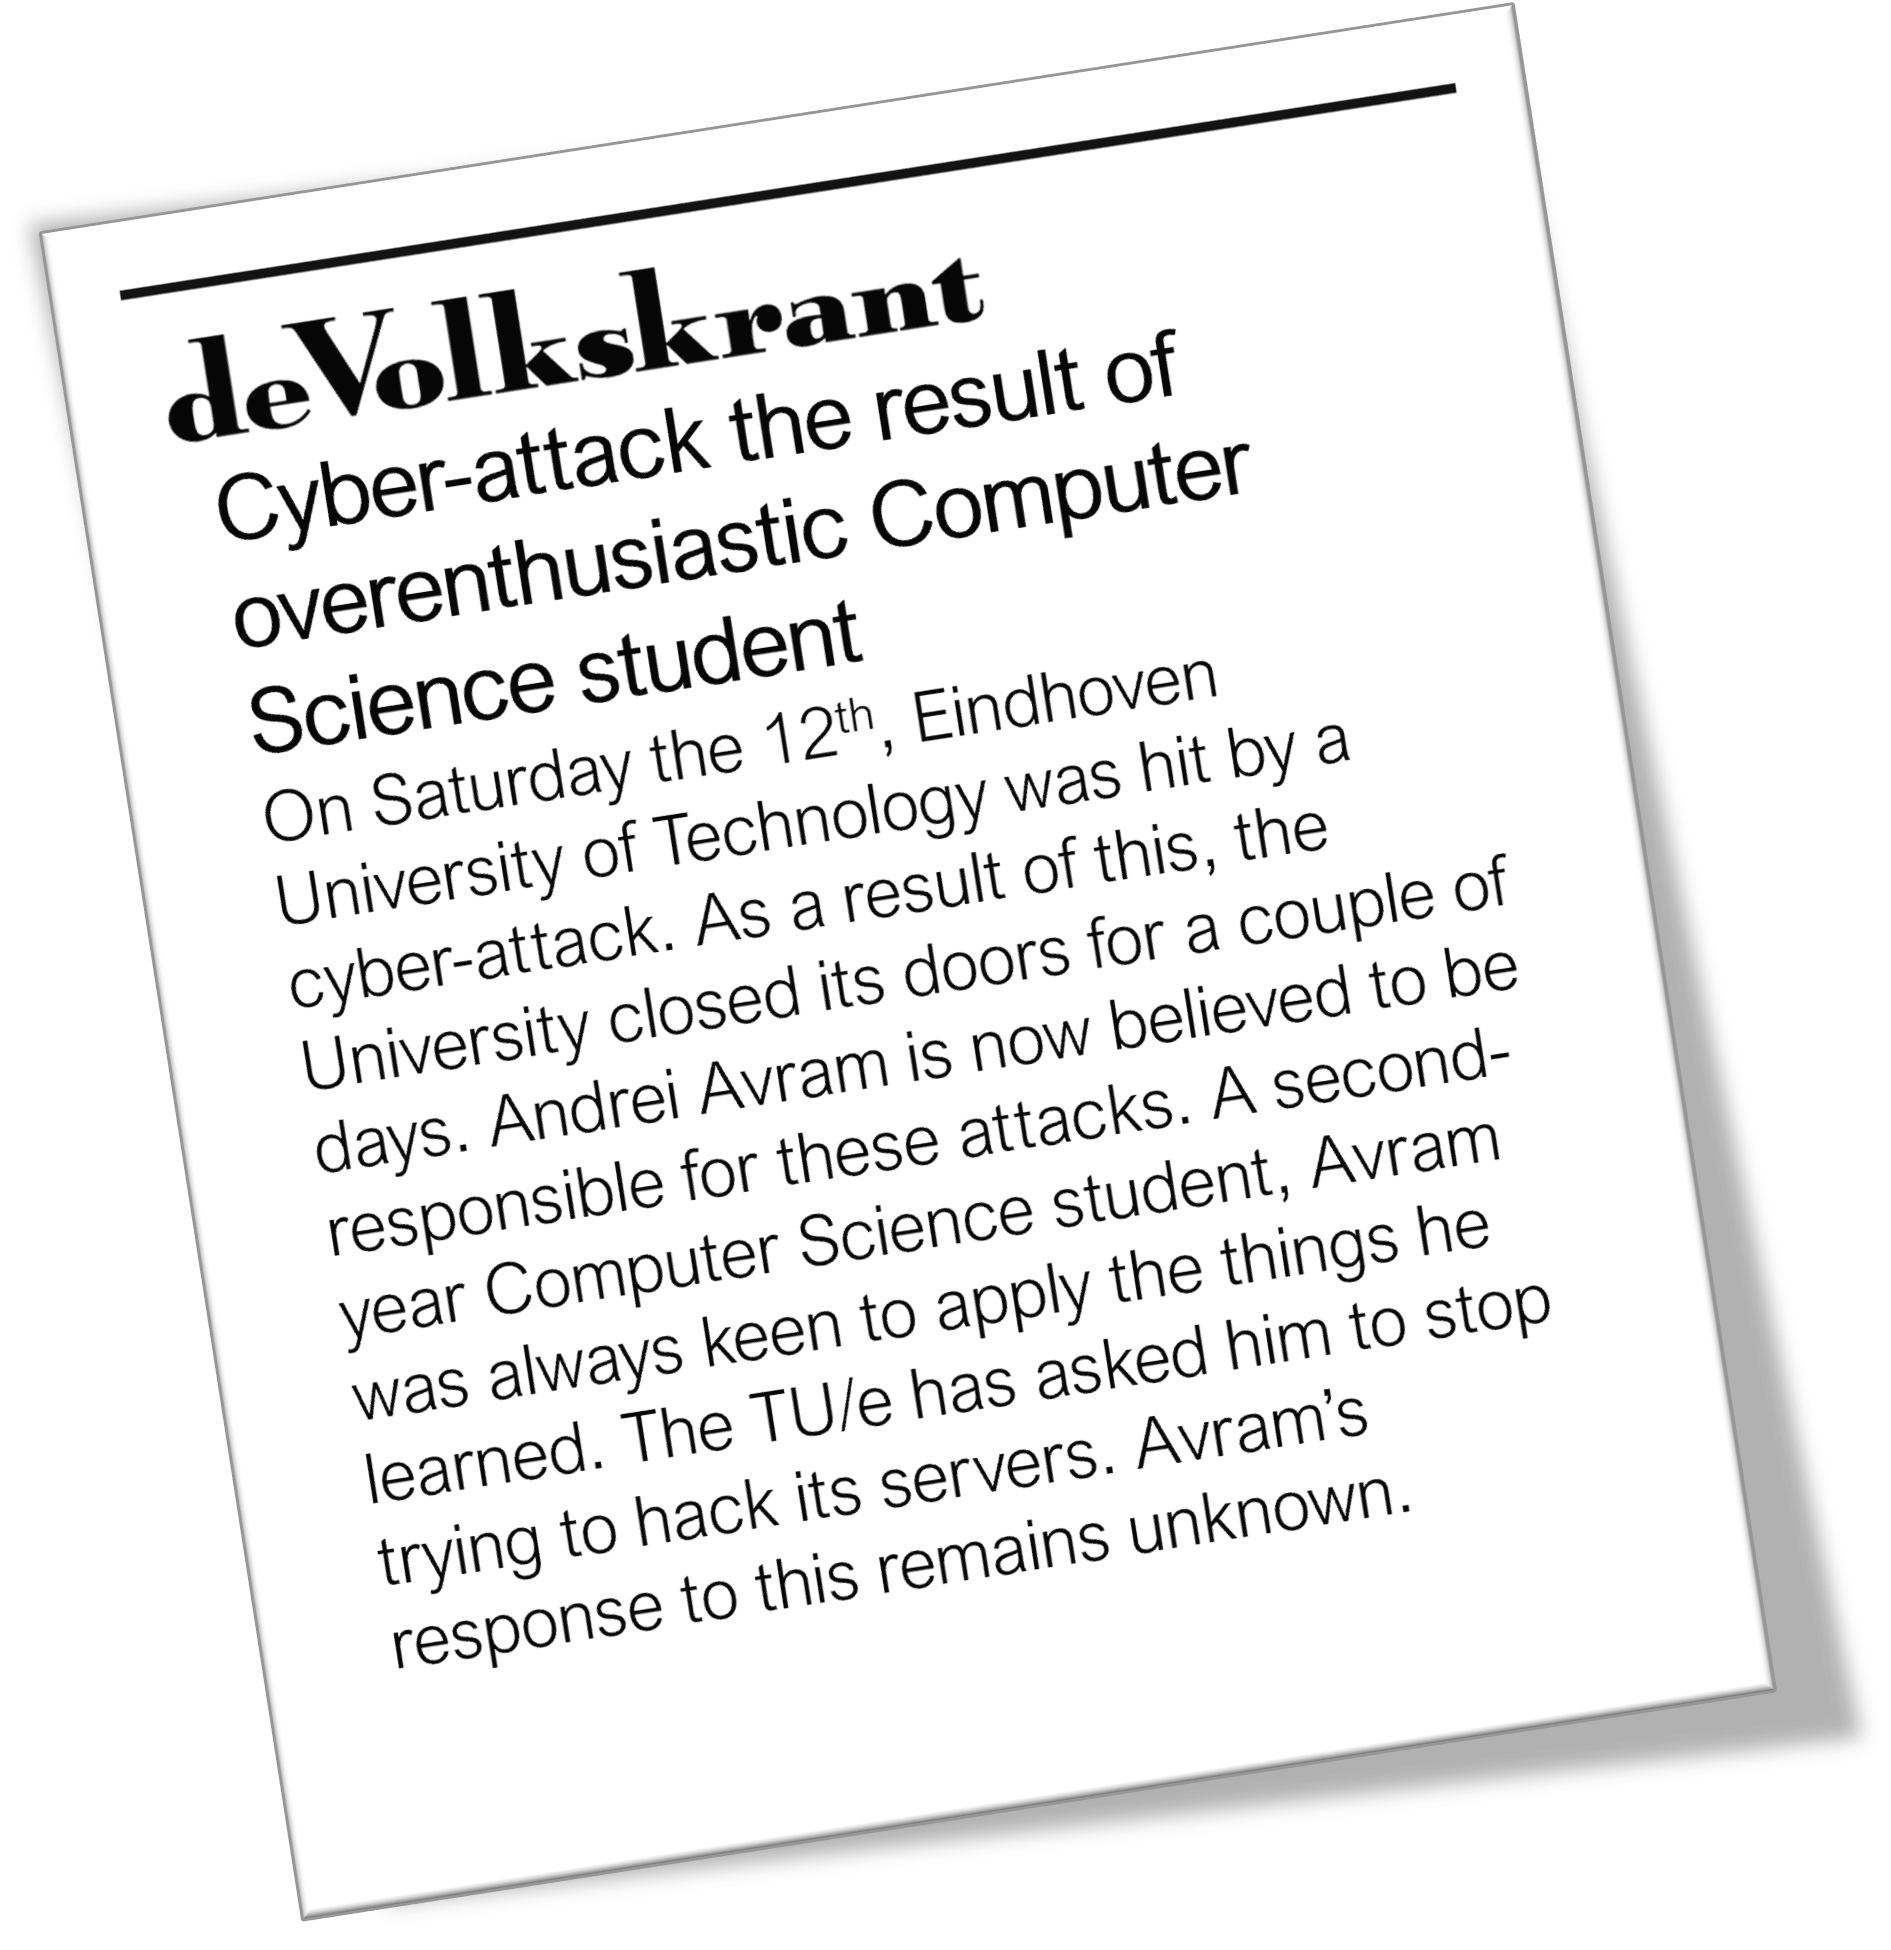 deVolkskrant
Cyber-attack the result of
overenthusiastic Computer
Science student
On Saturday the 12th, Eindhoven
University of Technology was hit by a
cyber-attack. As a result of this, the
University closed its doors for a couple of
days. Andrei Avram is now believed to be
responsible for these attacks. A second-
year Computer Science student, Avram
was always keen to apply the things he
learned. The TU/e has asked him to stop
trying to hack its servers. Avram’s
response to this remains unknown.